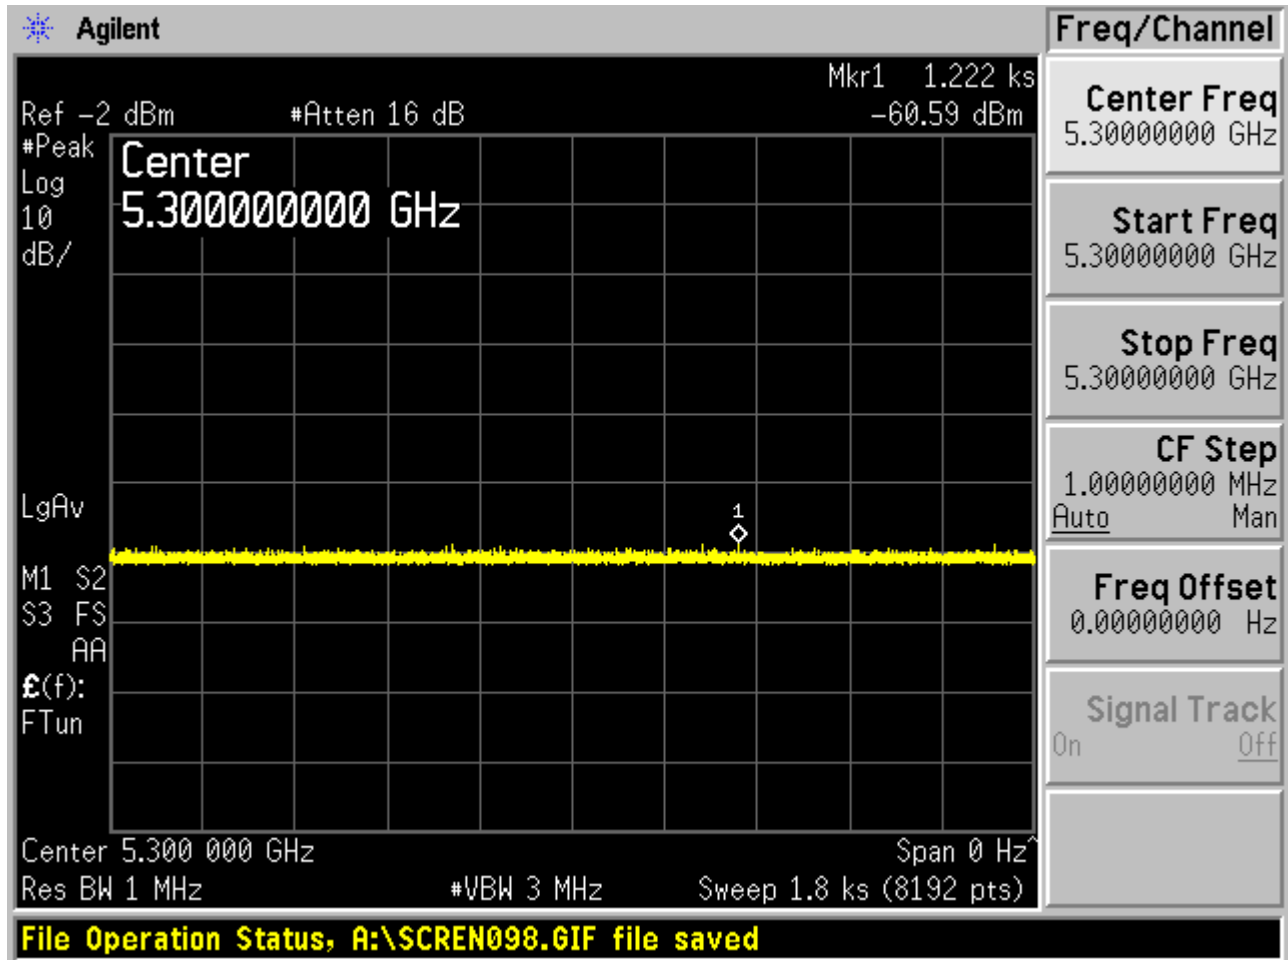 Agilent
Freq/Channel
Mkr1 1.222 ks
Ref -2 dBm #Atten 16 dB -60.59 dBm
#Peak
Log
10
dB/
Center
5.300000000 GHz
LgAv
1
M1 S2
S3 FS
AA
£(f):
FTun
Center 5.300 000 GHz Span 0 Hz^
Res BW 1 MHz #VBW 3 MHz Sweep 1.8 ks (8192 pts)
Center Freq
5.30000000 GHz
Start Freq
5.30000000 GHz
Stop Freq
5.30000000 GHz
CF Step
1.00000000 MHz
Auto Man
Freq Offset
0.00000000 Hz
Signal Track
On Off
File Operation Status, A:\SCREN098.GIF file saved